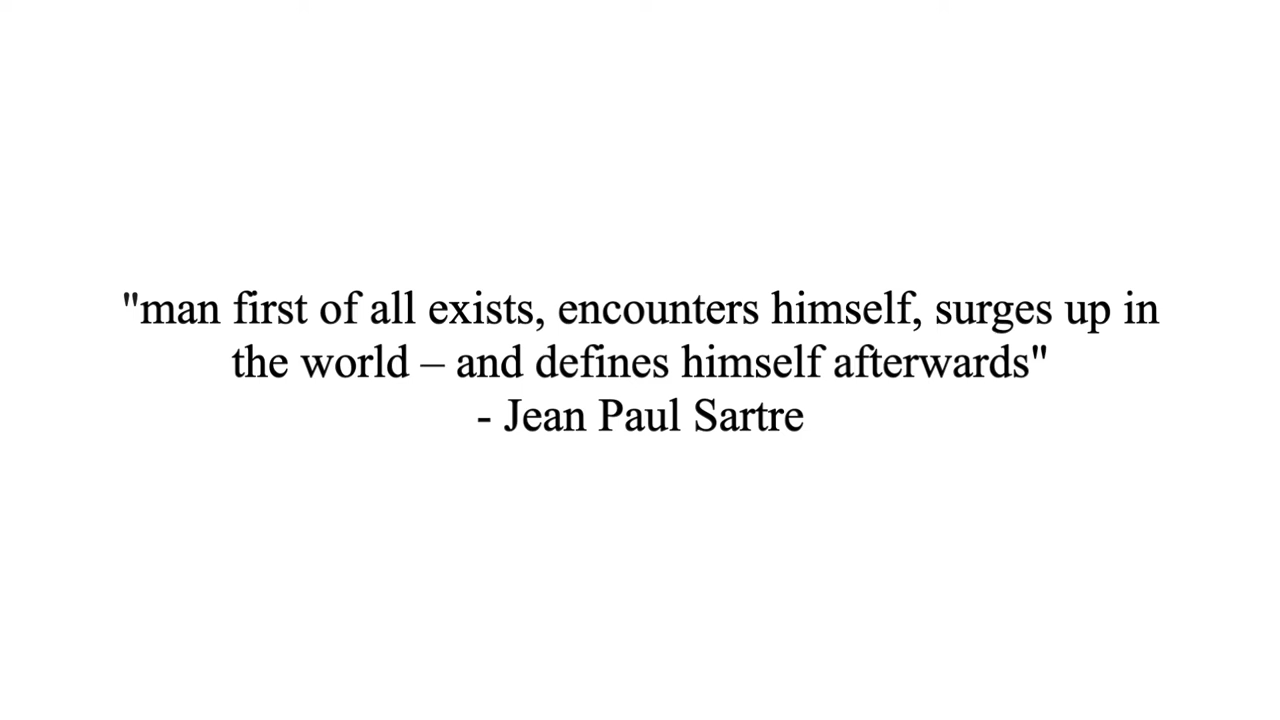 "man first of all exists, encounters himself, surges up in
the world – and defines himself afterwards"
- Jean Paul Sartre